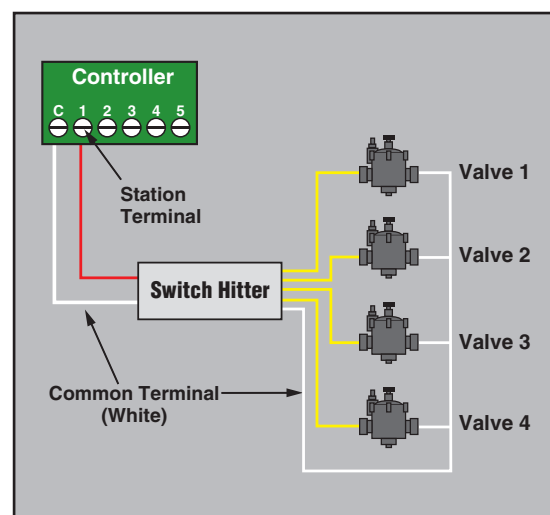 Controller
C 1 2 3 4 5
Station
Terminal
Switch Hitter
Common Terminal
(White)
Valve 1
Valve 2
Valve 3
Valve 4